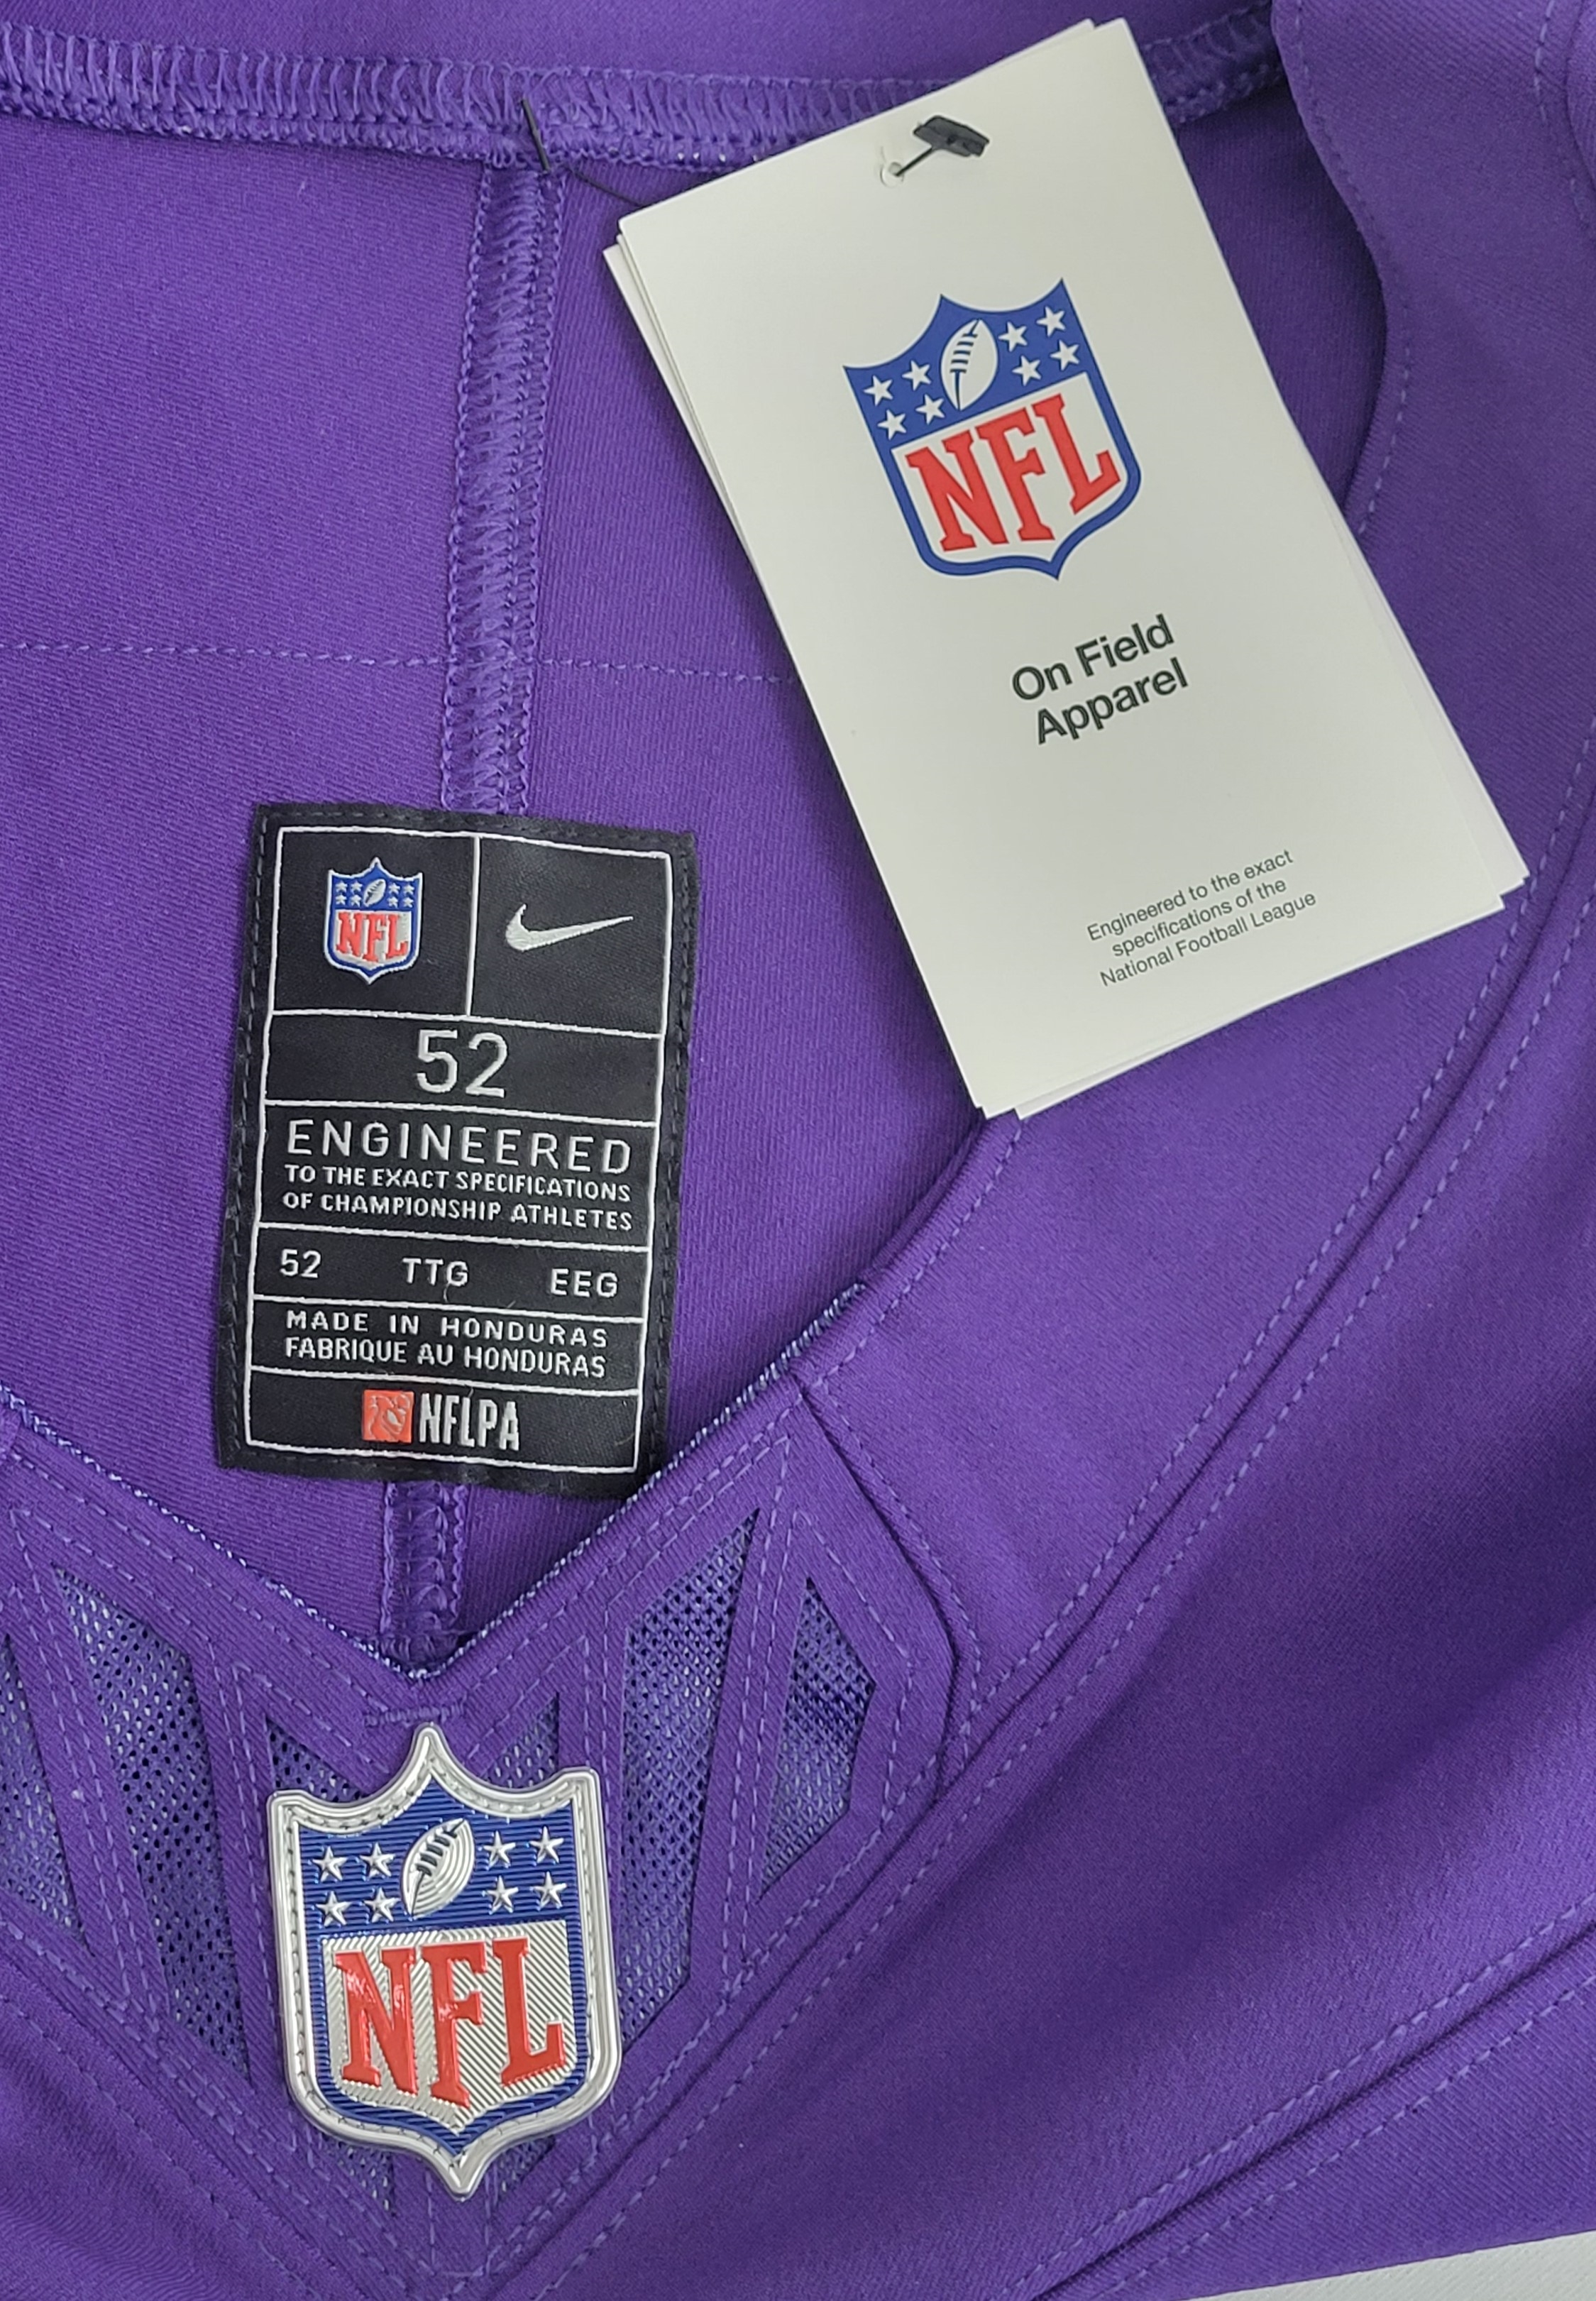 NFL
On Field
Apparel
Engineered to the exact
specifications of the
National Football League
NFL
52
ENGINEERED
TO THE EXACT SPECIFICATIONS
OF CHAMPIONSHIP ATHLETES
52 TTG EEG
MADE IN HONDURAS
FABRIQUE AU HONDURAS
NFLPA
NFL